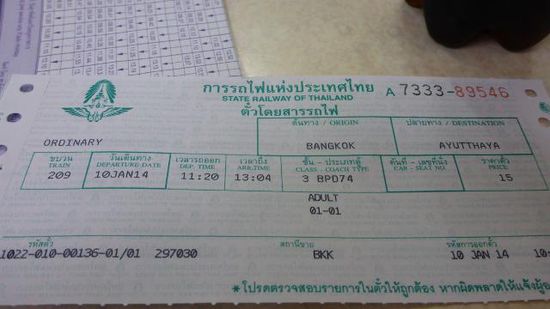 การรถไฟแห่งประเทศไทย
A 7333-89546
STATE RAILWAY OF THAILAND
ตั๋วโดยสารรถไฟ
ต้นทาง / ORIGIN ปลายทาง / DESTINATION
ORDINARY BANGKOK AYUTTHAYA
ขบวน วันเดินทาง เวลารถออก เวลาถึง ชั้น - ประเภทตู้ คันที่ - เลขที่นั่ง ราคาตั๋ว
TRAIN DEPARTURE-DATE DEP. TIME ARR.TIME CLASS - COACH TYPE CAR - SEAT NO. PRICE
209 10JAN14 11:20 13:04 3 BPD74 15
ADULT
01-01
รหัสตั๋ว สถานีขาย รหัสการออกตั๋ว
1022-010-00136-01/01 297030 BKK 10 JAN 14
*โปรดตรวจสอบรายการในตั๋วให้ถูกต้อง หากผิดพลาดให้แจ้ง